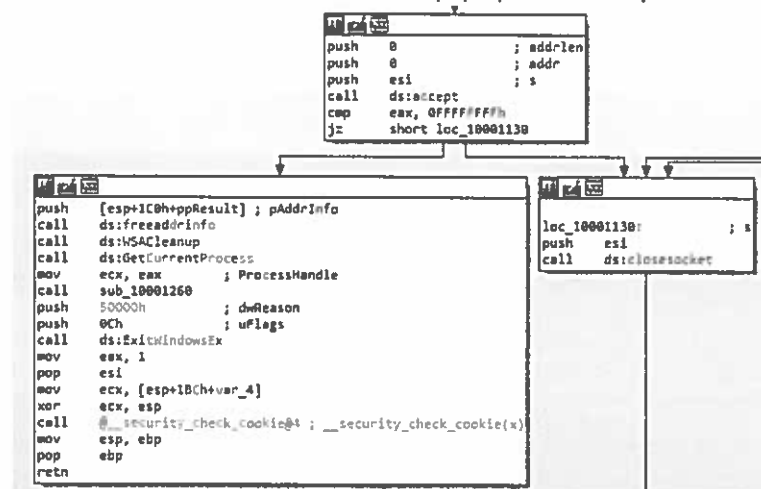 push 0 ; addrlen
push 0 ; addr
push esi ; s
call ds:accept
cmp eax, 0FFFFFFFFh
jz short loc_10001130
push [esp+1C0h+ppResult] ; pAddrInfo
call ds:freeaddrinfo
call ds:WSACleanup
call ds:GetCurrentProcess
mov ecx, eax ; ProcessHandle
call sub_10001260
push 50000h ; dwReason
push 0Ch ; uFlags
call ds:ExitWindowsEx
mov eax, 1
pop esi
mov ecx, [esp+1BCh+var_4]
xor ecx, esp
call @__security_check_cookie@4 ; __security_check_cookie(x)
mov esp, ebp
pop ebp
retn
loc_10001130: ; s
push esi
call ds:closesocket